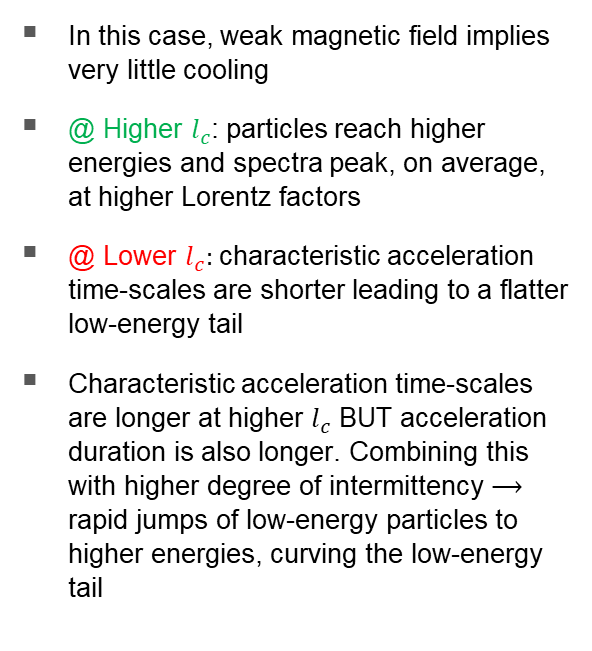 ▪ In this case, weak magnetic field implies
very little cooling
▪ @ Higher l_c: particles reach higher
energies and spectra peak, on average,
at higher Lorentz factors
▪ @ Lower l_c: characteristic acceleration
time-scales are shorter leading to a flatter
low-energy tail
▪ Characteristic acceleration time-scales
are longer at higher l_c BUT acceleration
duration is also longer. Combining this
with higher degree of intermittency ⟶
rapid jumps of low-energy particles to
higher energies, curving the low-energy
tail